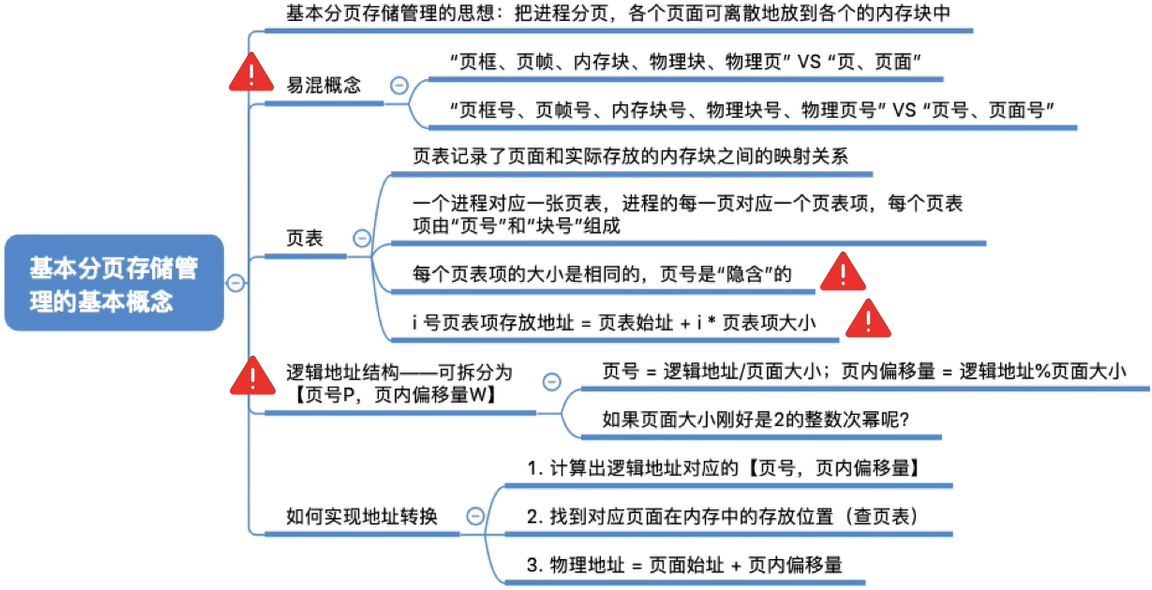 基本分页存储管理的思想：把进程分页，各个页面可离散地放到各个的内存块中
易混概念
“页框、页帧、内存块、物理块、物理页” VS “页、页面”
“页框号、页帧号、内存块号、物理块号、物理页号” VS “页号、页面号”
基本分页存储管
理的基本概念
页表
页表记录了页面和实际存放的内存块之间的映射关系
一个进程对应一张页表，进程的每一页对应一个页表项，每个页表
项由“页号”和“块号”组成
每个页表项的大小是相同的，页号是“隐含”的
i 号页表项存放地址 = 页表始址 + i * 页表项大小
逻辑地址结构——可拆分为
【页号P，页内偏移量W】
页号 = 逻辑地址/页面大小；页内偏移量 = 逻辑地址%页面大小
如果页面大小刚好是2的整数次幂呢？
如何实现地址转换
1. 计算出逻辑地址对应的【页号，页内偏移量】
2. 找到对应页面在内存中的存放位置（查页表）
3. 物理地址 = 页面始址 + 页内偏移量